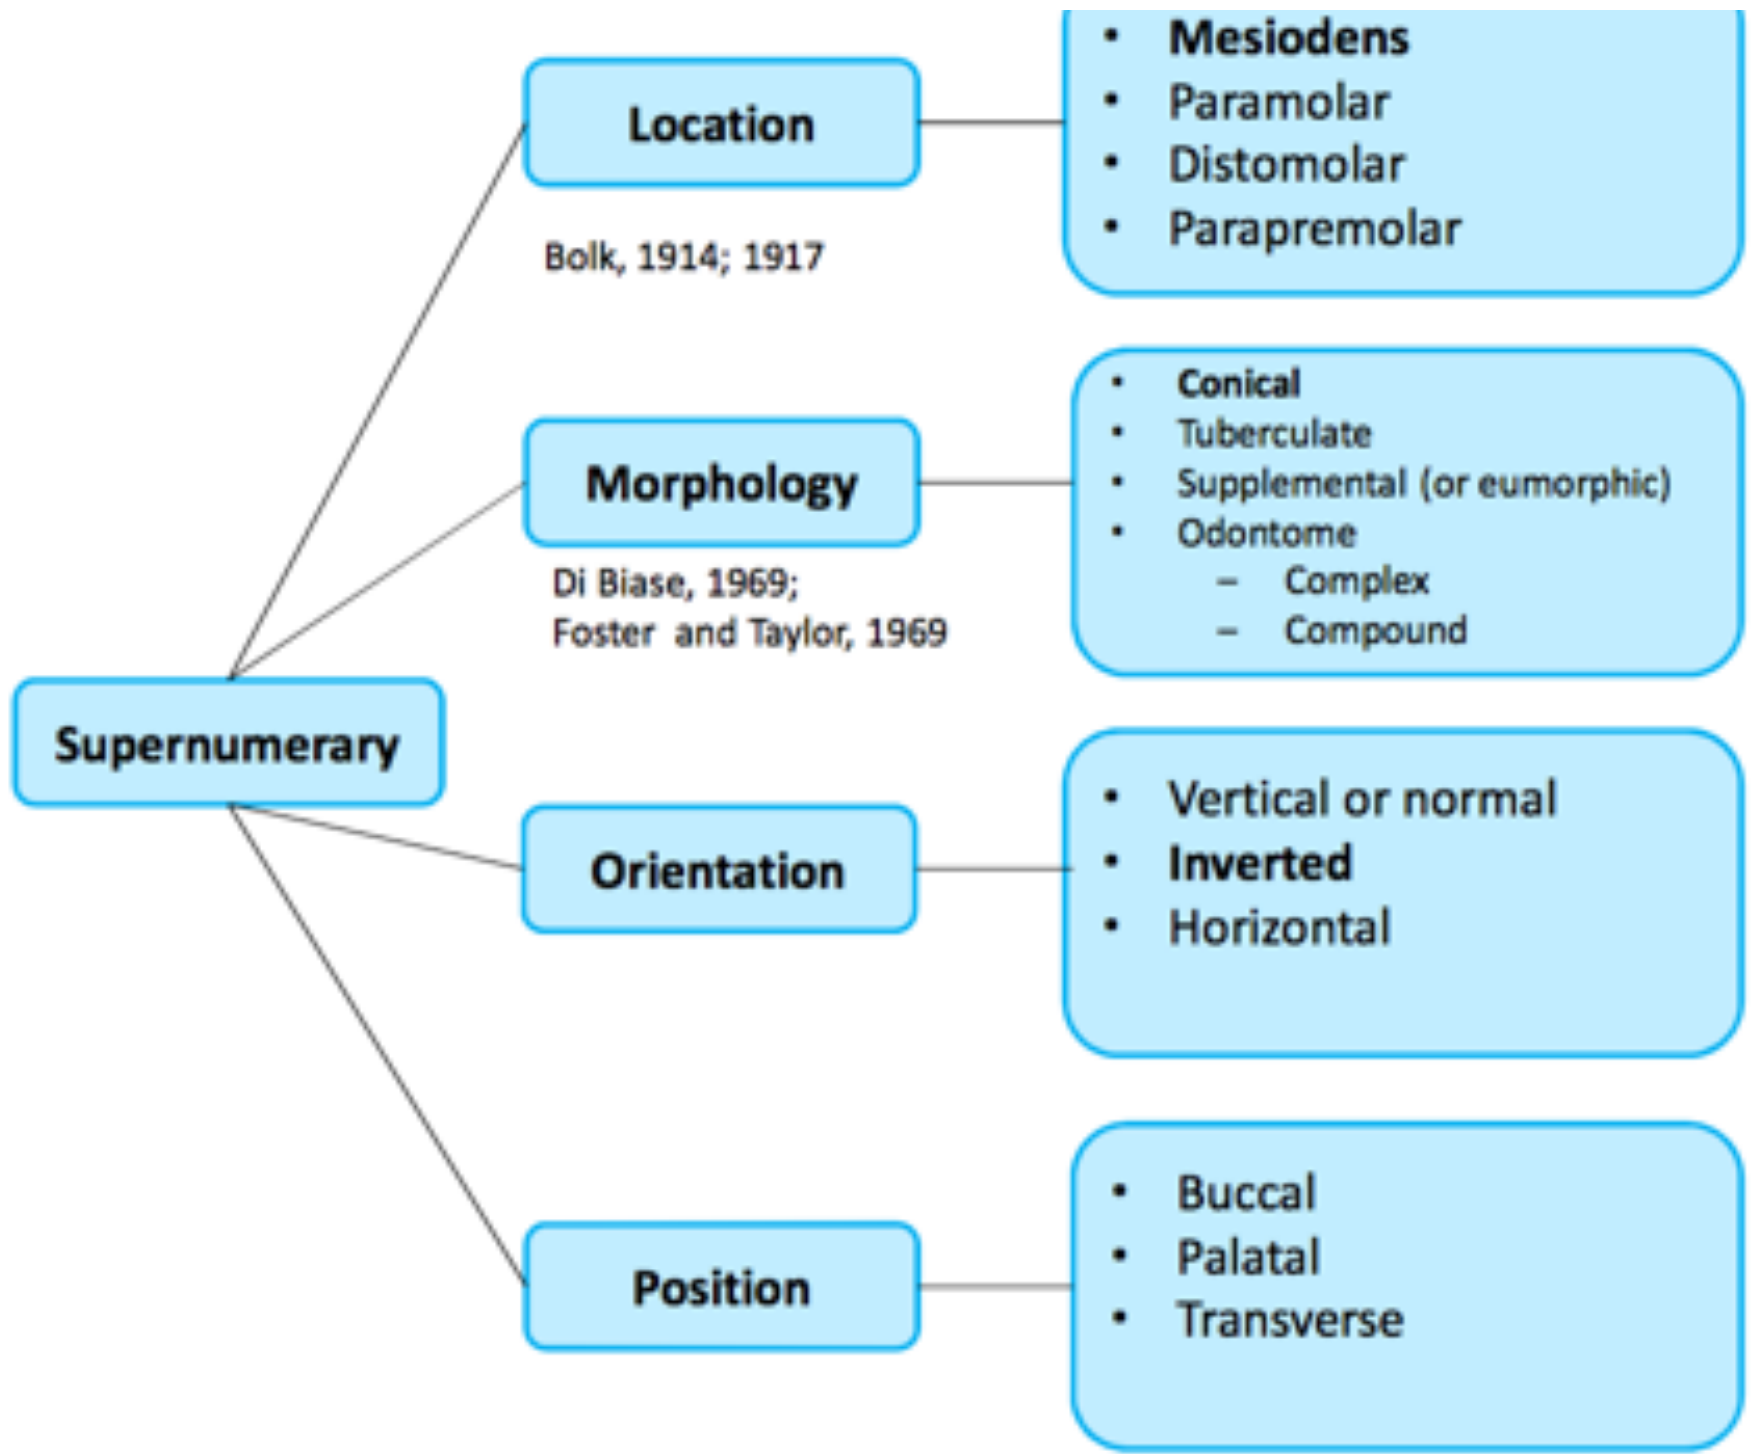 Supernumerary
Location
Bolk, 1914; 1917
• Mesiodens
• Paramolar
• Distomolar
• Parapremolar
Morphology
Di Biase, 1969;
Foster and Taylor, 1969
• Conical
• Tuberculate
• Supplemental (or eumorphic)
• Odontome
– Complex
– Compound
Orientation
• Vertical or normal
• Inverted
• Horizontal
Position
• Buccal
• Palatal
• Transverse